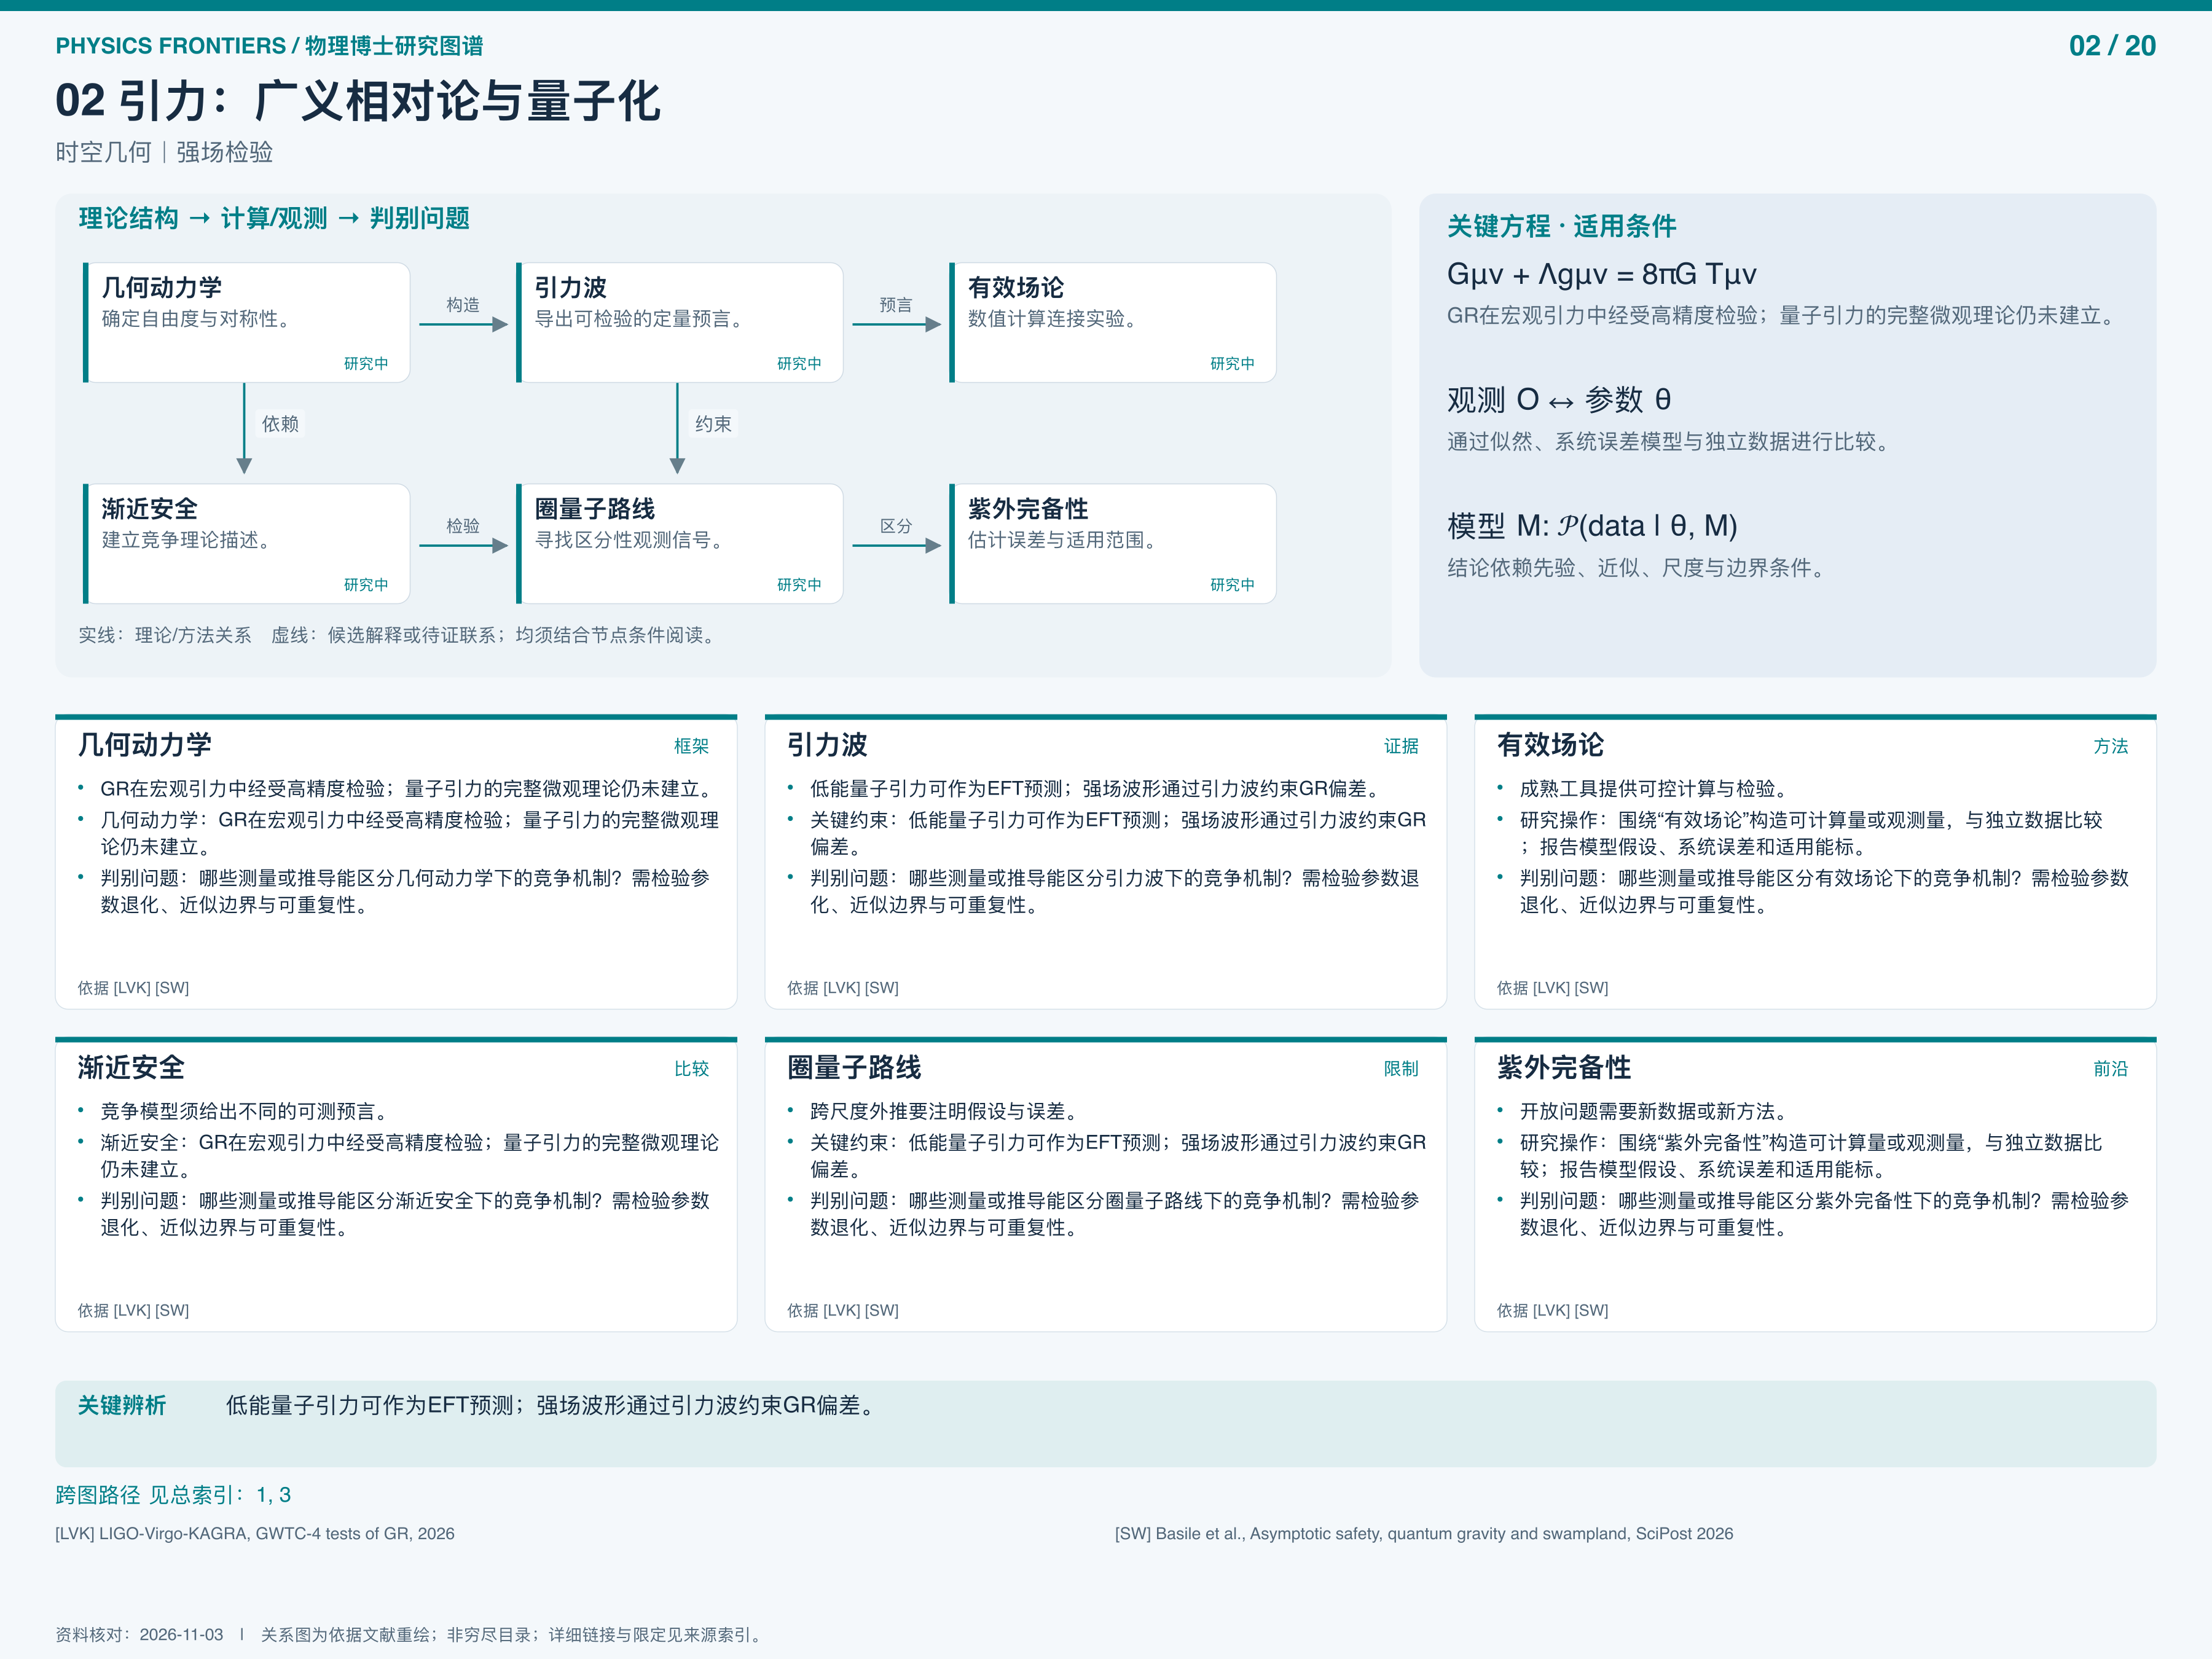 PHYSICS FRONTIERS / 物理博士研究图谱
02 / 20
02 引力：广义相对论与量子化
时空几何｜强场检验
理论结构 → 计算/观测 → 判别问题
几何动力学
确定自由度与对称性。
研究中
构造
引力波
导出可检验的定量预言。
研究中
预言
有效场论
数值计算连接实验。
研究中
依赖
约束
渐近安全
建立竞争理论描述。
研究中
检验
圈量子路线
寻找区分性观测信号。
研究中
区分
紫外完备性
估计误差与适用范围。
研究中
实线：理论/方法关系　虚线：候选解释或待证联系；均须结合节点条件阅读。
关键方程 · 适用条件
Gμν + Λgμν = 8πG Tμν
GR在宏观引力中经受高精度检验；量子引力的完整微观理论仍未建立。
观测 O ↔ 参数 θ
通过似然、系统误差模型与独立数据进行比较。
模型 M: 𝒫(data | θ, M)
结论依赖先验、近似、尺度与边界条件。
几何动力学
框架
• GR在宏观引力中经受高精度检验；量子引力的完整微观理论仍未建立。
• 几何动力学：GR在宏观引力中经受高精度检验；量子引力的完整微观理
论仍未建立。
• 判别问题：哪些测量或推导能区分几何动力学下的竞争机制？需检验参
数退化、近似边界与可重复性。
依据 [LVK] [SW]
引力波
证据
• 低能量子引力可作为EFT预测；强场波形通过引力波约束GR偏差。
• 关键约束：低能量子引力可作为EFT预测；强场波形通过引力波约束GR
偏差。
• 判别问题：哪些测量或推导能区分引力波下的竞争机制？需检验参数退
化、近似边界与可重复性。
依据 [LVK] [SW]
有效场论
方法
• 成熟工具提供可控计算与检验。
• 研究操作：围绕“有效场论”构造可计算量或观测量，与独立数据比较
；报告模型假设、系统误差和适用能标。
• 判别问题：哪些测量或推导能区分有效场论下的竞争机制？需检验参数
退化、近似边界与可重复性。
依据 [LVK] [SW]
渐近安全
比较
• 竞争模型须给出不同的可测预言。
• 渐近安全：GR在宏观引力中经受高精度检验；量子引力的完整微观理论
仍未建立。
• 判别问题：哪些测量或推导能区分渐近安全下的竞争机制？需检验参数
退化、近似边界与可重复性。
依据 [LVK] [SW]
圈量子路线
限制
• 跨尺度外推要注明假设与误差。
• 关键约束：低能量子引力可作为EFT预测；强场波形通过引力波约束GR
偏差。
• 判别问题：哪些测量或推导能区分圈量子路线下的竞争机制？需检验参
数退化、近似边界与可重复性。
依据 [LVK] [SW]
紫外完备性
前沿
• 开放问题需要新数据或新方法。
• 研究操作：围绕“紫外完备性”构造可计算量或观测量，与独立数据比
较；报告模型假设、系统误差和适用能标。
• 判别问题：哪些测量或推导能区分紫外完备性下的竞争机制？需检验参
数退化、近似边界与可重复性。
依据 [LVK] [SW]
关键辨析　低能量子引力可作为EFT预测；强场波形通过引力波约束GR偏差。
跨图路径 见总索引：1, 3
[LVK] LIGO-Virgo-KAGRA, GWTC-4 tests of GR, 2026
[SW] Basile et al., Asymptotic safety, quantum gravity and swampland, SciPost 2026
资料核对：2026-11-03　|　关系图为依据文献重绘；非穷尽目录；详细链接与限定见来源索引。